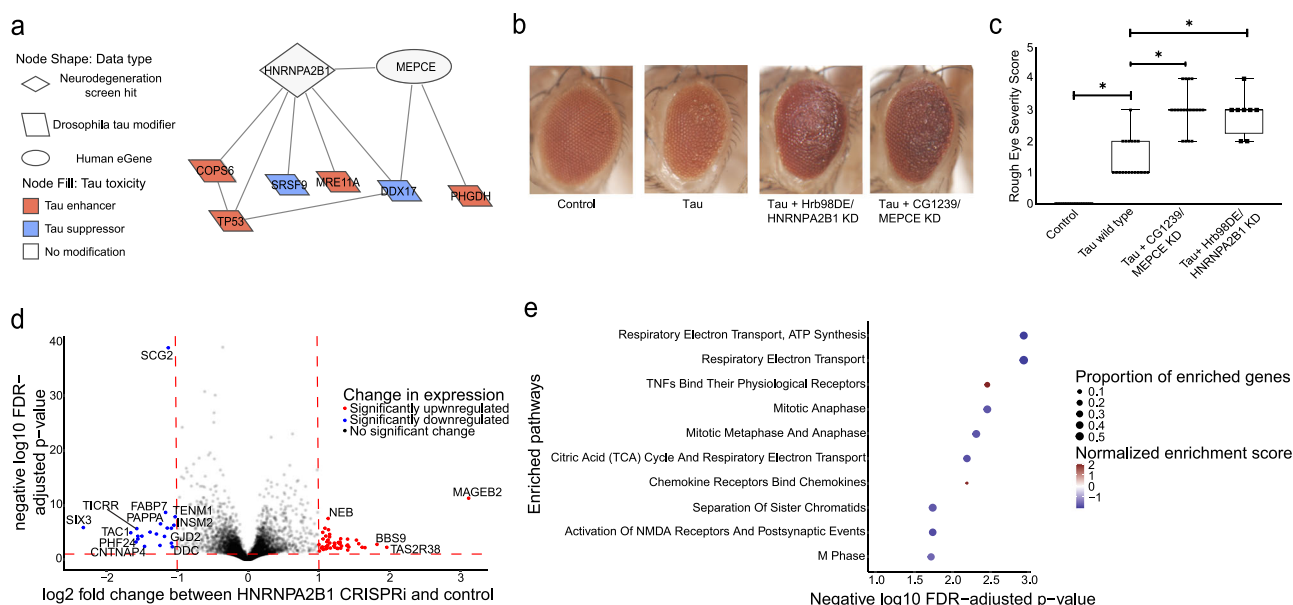 a
Node Shape: Data type
Neurodegeneration
screen hit
Drosophila tau modifier
Human eGene
Node Fill: Tau toxicity
Tau enhancer
Tau suppressor
No modification
HNRNPA2B1
MEPCE
COPS6
SRSF9
MRE11A
DDX17
PHGDH
TP53
b
Control
Tau
Tau + Hrb98DE/
HNRNPA2B1 KD
Tau + CG1239/
MEPCE KD
c
Rough Eye Severity Score
5
4
3
2
1
0
*
*
*
Control
Tau wild type
Tau + CG1239/
MEPCE KD
Tau+ Hrb98DE/
HNRNPA2B1 KD
d
negative log10 FDR-
adjusted p-value
40
30
20
10
0
SCG2
Change in expression
Significantly upwnregulated
Significantly downregulated
No significant change
MAGEB2
TICRR
FABP7
TENM1
SIX3
PAPPA
INSM2
TAC1
PHF24
GJD2
CNTNAP4
DDC
NEB
BBS9
TAS2R38
−2
−1
0
1
2
3
log2 fold change between HNRNPA2B1 CRISPRi and control
e
Enriched pathways
Respiratory Electron Transport, ATP Synthesis
Respiratory Electron Transport
TNFs Bind Their Physiological Receptors
Mitotic Anaphase
Mitotic Metaphase And Anaphase
Citric Acid (TCA) Cycle And Respiratory Electron Transport
Chemokine Receptors Bind Chemokines
Separation Of Sister Chromatids
Activation Of NMDA Receptors And Postsynaptic Events
M Phase
1.0
1.5
2.0
2.5
3.0
Negative log10 FDR-adjusted p-value
Proportion of enriched genes
0.1
0.2
0.3
0.4
0.5
Normalized enrichment score
2
1
0
−1